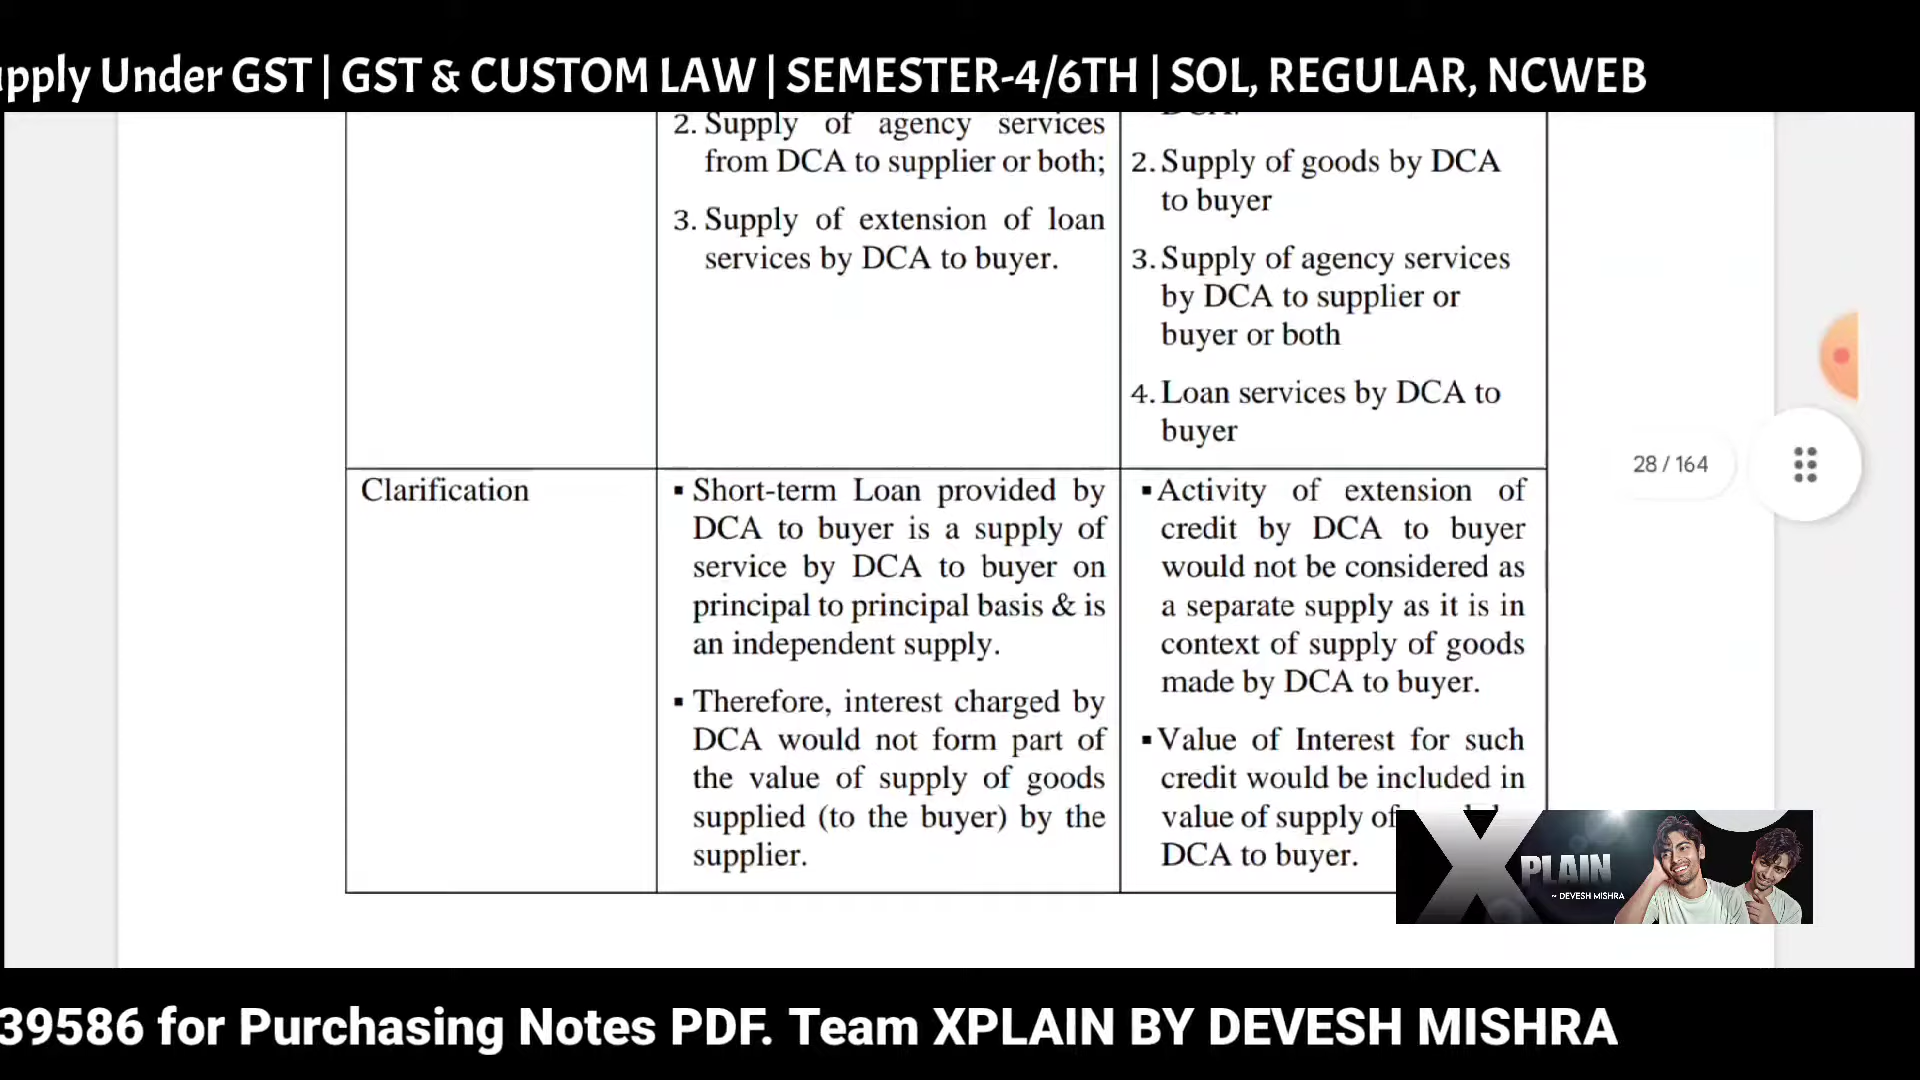 upply Under GST | GST & CUSTOM LAW | SEMESTER-4/6TH | SOL, REGULAR, NCWEB
2. Supply of agency services
from DCA to supplier or both;
3. Supply of extension of loan
services by DCA to buyer.
DCA.
2. Supply of goods by DCA
to buyer
3. Supply of agency services
by DCA to supplier or
buyer or both
4. Loan services by DCA to
buyer
28 / 164
Clarification
▪ Short-term Loan provided by
DCA to buyer is a supply of
service by DCA to buyer on
principal to principal basis & is
an independent supply.
▪ Therefore, interest charged by
DCA would not form part of
the value of supply of goods
supplied (to the buyer) by the
supplier.
▪ Activity of extension of
credit by DCA to buyer
would not be considered as
a separate supply as it is in
context of supply of goods
made by DCA to buyer.
▪ Value of Interest for such
credit would be included in
value of supply of
DCA to buyer.
XPLAIN
~ DEVESH MISHRA
39586 for Purchasing Notes PDF. Team XPLAIN BY DEVESH MISHRA